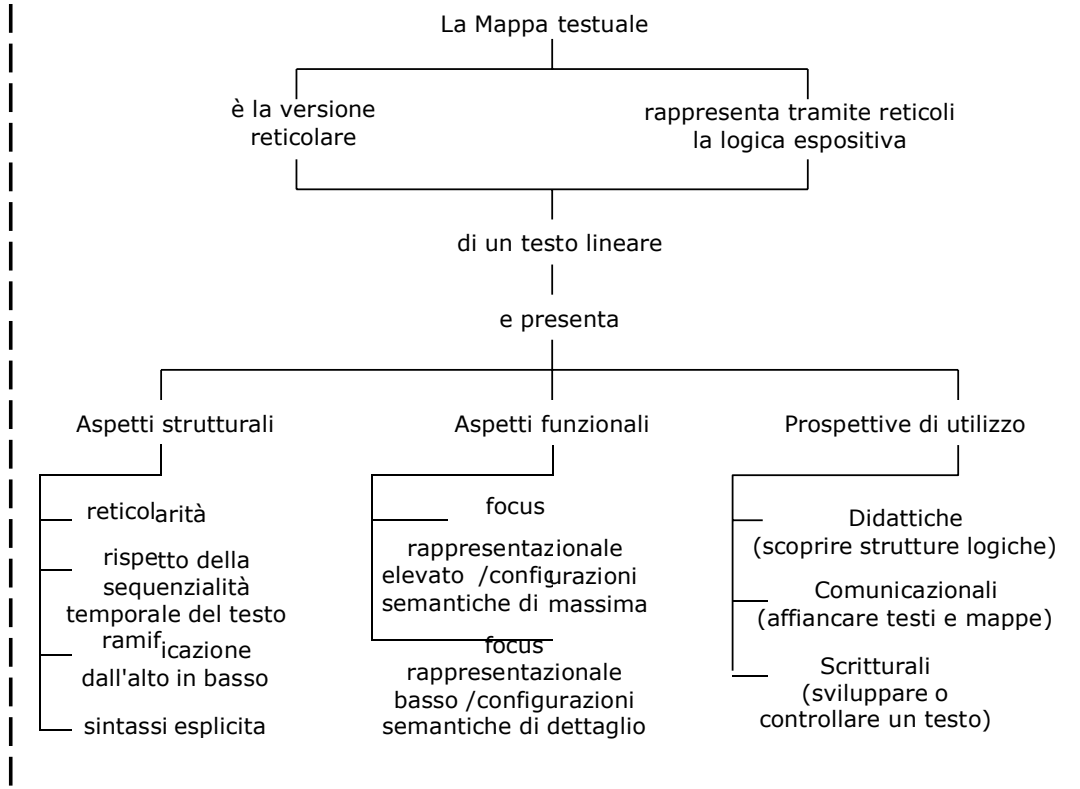 La Mappa testuale
è la versione
reticolare
rappresenta tramite reticoli
la logica espositiva
di un testo lineare
e presenta
Aspetti strutturali
reticolarità
rispetto della
sequenzialità
temporale del testo
ramificazione
dall'alto in basso
sintassi esplicita
Aspetti funzionali
focus
rappresentazionale
elevato /configurazioni
semantiche di massima
focus
rappresentazionale
basso /configurazioni
semantiche di dettaglio
Prospettive di utilizzo
Didattiche
(scoprire strutture logiche)
Comunicazionali
(affiancare testi e mappe)
Scritturali
(sviluppare o
controllare un testo)